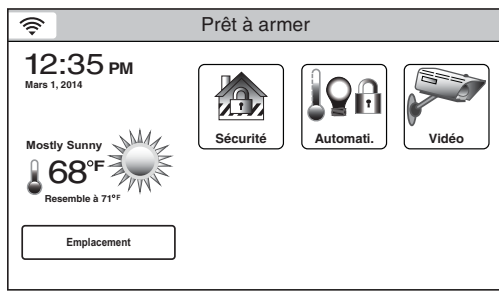 Prêt à armer
12:35 PM
Mars 1, 2014
Mostly Sunny
68°F
Resemble à 71°F
Emplacement
Sécurité
Automati.
Vidéo